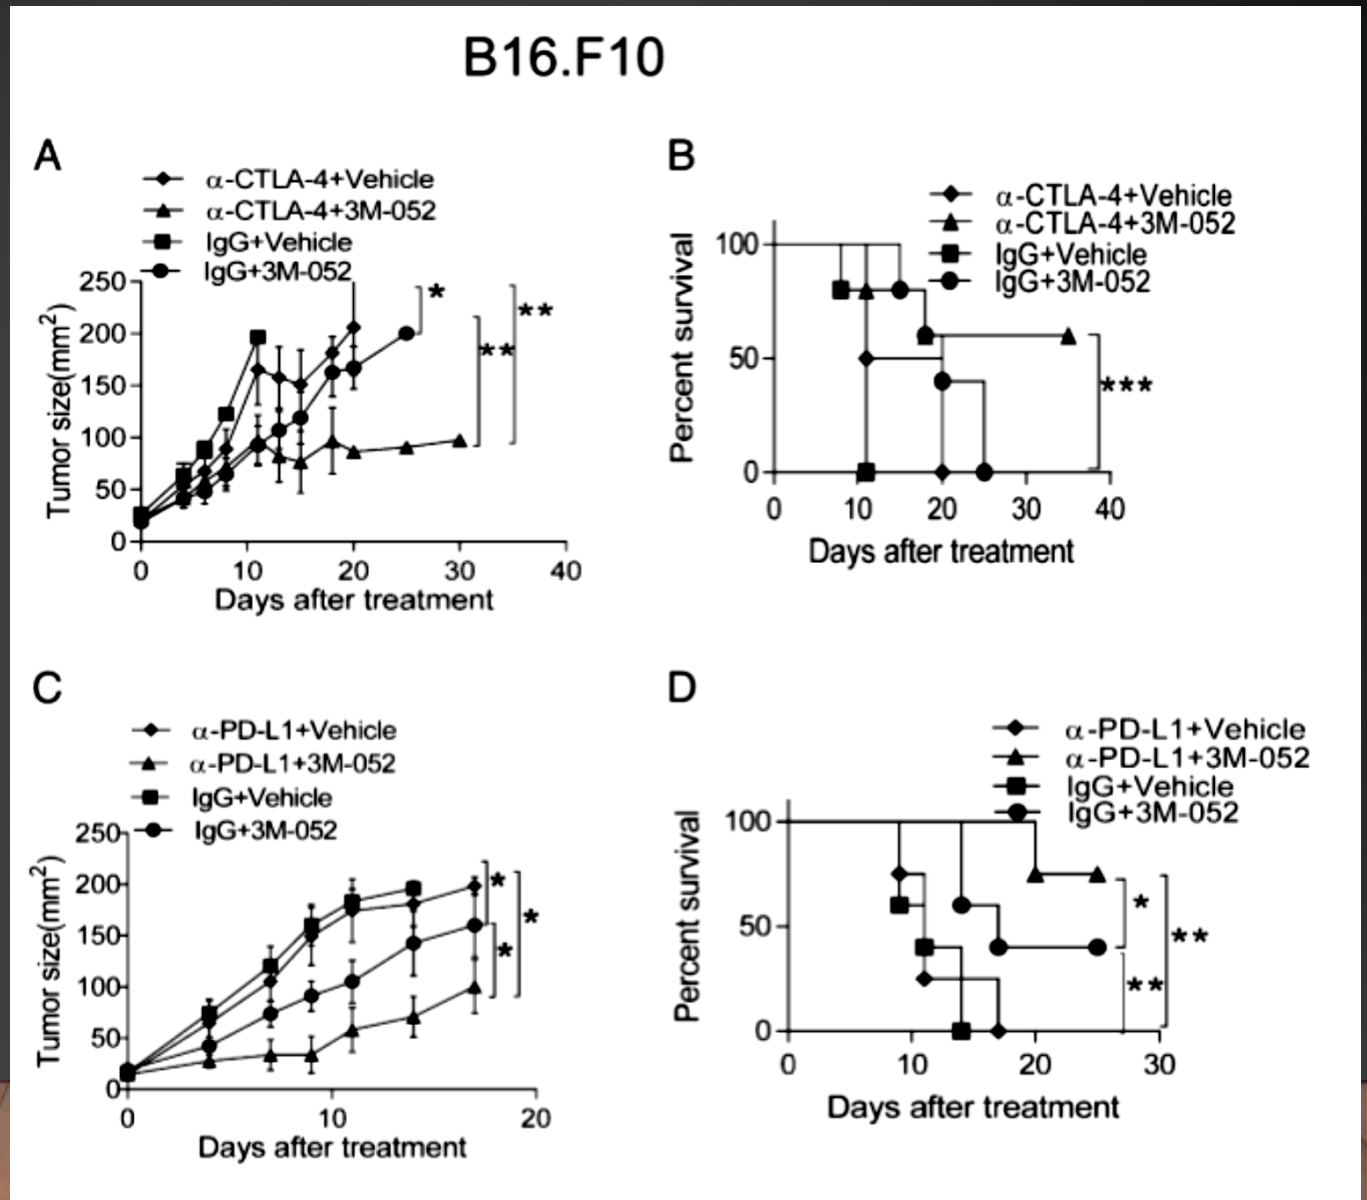 B16.F10
A
α-CTLA-4+Vehicle
α-CTLA-4+3M-052
IgG+Vehicle
IgG+3M-052
250
200
150
100
50
0
Tumor size(mm²)
0 10 20 30 40
Days after treatment
*
**
**
B
α-CTLA-4+Vehicle
α-CTLA-4+3M-052
IgG+Vehicle
IgG+3M-052
100
50
0
Percent survival
0 10 20 30 40
Days after treatment
***
C
α-PD-L1+Vehicle
α-PD-L1+3M-052
IgG+Vehicle
IgG+3M-052
250
200
150
100
50
0
Tumor size(mm²)
0 10 20
Days after treatment
*
*
*
D
α-PD-L1+Vehicle
α-PD-L1+3M-052
IgG+Vehicle
IgG+3M-052
100
50
0
Percent survival
0 10 20 30
Days after treatment
*
**
**